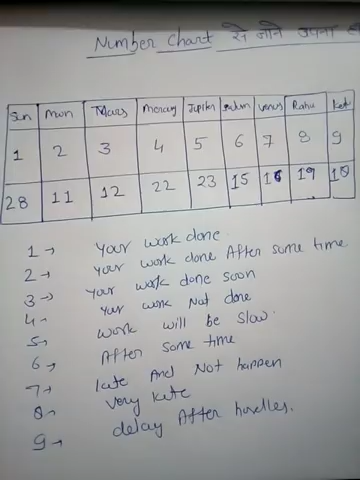 Number Chart से जाने अपना
Sun Mon Mars Mercury Jupiter Saturn Venus Rahu Ketu
1 2 3 4 5 6 7 8 9
28 11 12 22 23 15 16 19 18
1 → Your work done.
2 → Your work done After some time
3 → Your work done soon
4 - Your work Not done
5 - work will be slow.
6 → After some time
7 → late And Not happen
8 - very late
9 → delay After hurdles.